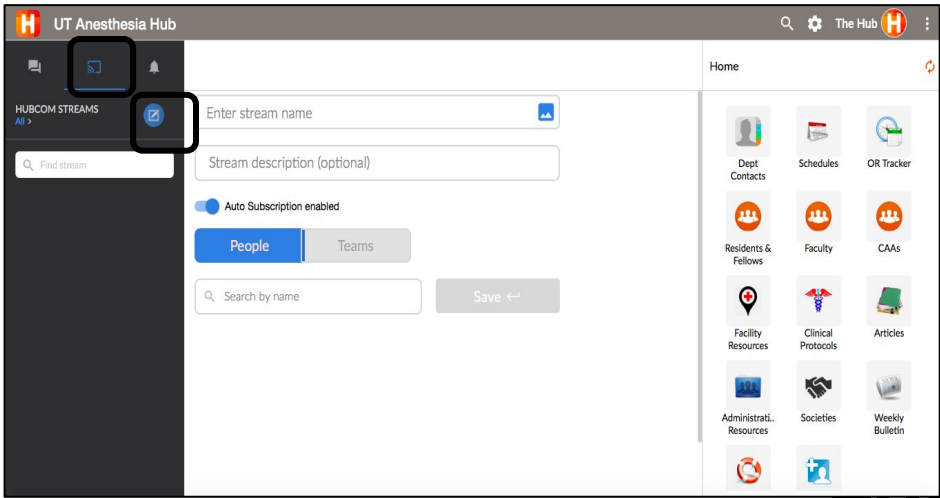 H UT Anesthesia Hub
The Hub H
HUBCOM STREAMS
All >
Find stream
Enter stream name
Stream description (optional)
Auto Subscription enabled
People Teams
Search by name
Save
Home
Dept
Contacts
Schedules
OR Tracker
Residents &
Fellows
Faculty
CAAs
Facility
Resources
Clinical
Protocols
Articles
Administrati..
Resources
Societies
Weekly
Bulletin